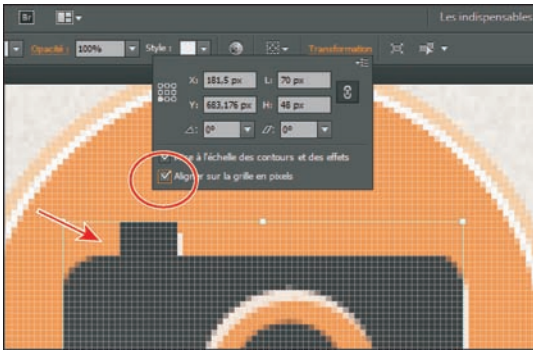 Br Les indispensables
Opacité : 100% Style : Transformation
X: 181,5 px L: 70 px
Y: 683,176 px H: 48 px
0° 0°
à l'échelle des contours et des effets
Aligner sur la grille en pixels